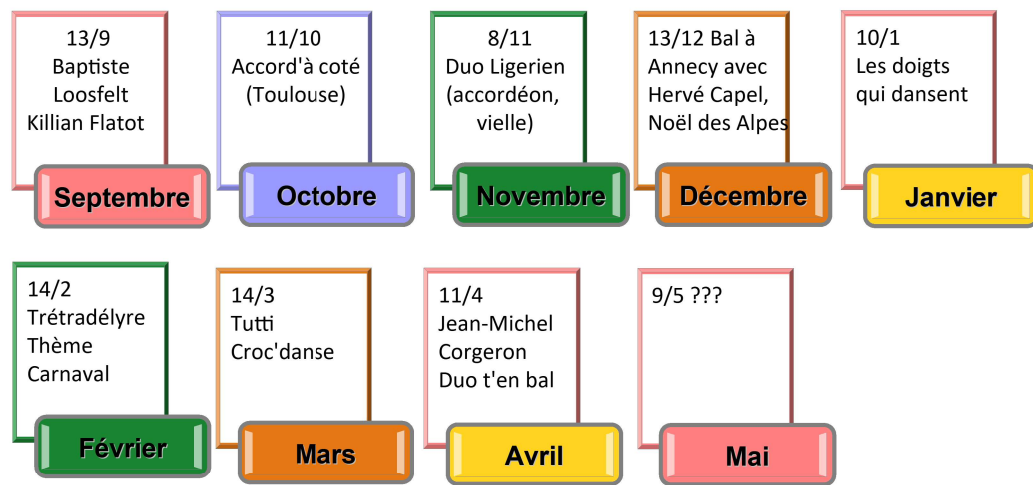 13/9
Baptiste
Loosfelt
Killian Flatot
Septembre
11/10
Accord'à coté
(Toulouse)
Octobre
8/11
Duo Ligerien
(accordéon,
vielle)
Novembre
13/12 Bal à
Annecy avec
Hervé Capel,
Noël des Alpes
Décembre
10/1
Les doigts
qui dansent
Janvier
14/2
Trétradélyre
Thème
Carnaval
Février
14/3
Tutti
Croc'danse
Mars
11/4
Jean-Michel
Corgeron
Duo t'en bal
Avril
9/5 ???
Mai